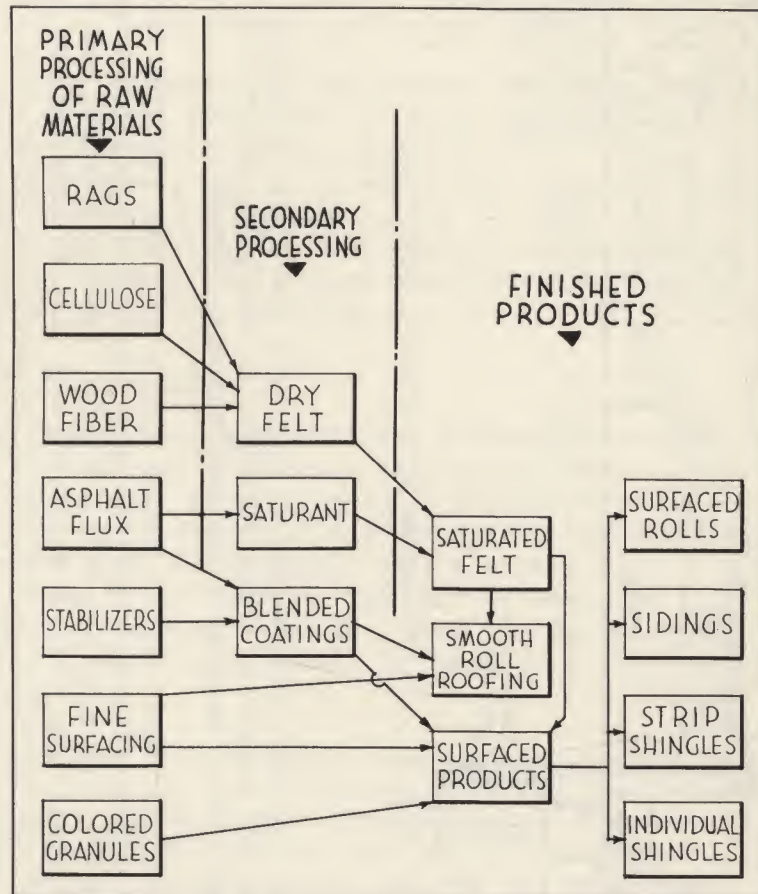 PRIMARY
PROCESSING
OF RAW
MATERIALS
RAGS
CELLULOSE
WOOD
FIBER
ASPHALT
FLUX
STABILIZERS
FINE
SURFACING
COLORED
GRANULES
SECONDARY
PROCESSING
DRY
FELT
SATURANT
BLENDED
COATINGS
FINISHED
PRODUCTS
SATURATED
FELT
SMOOTH
ROLL
ROOFING
SURFACED
PRODUCTS
SURFACED
ROLLS
SIDINGS
STRIP
SHINGLES
INDIVIDUAL
SHINGLES